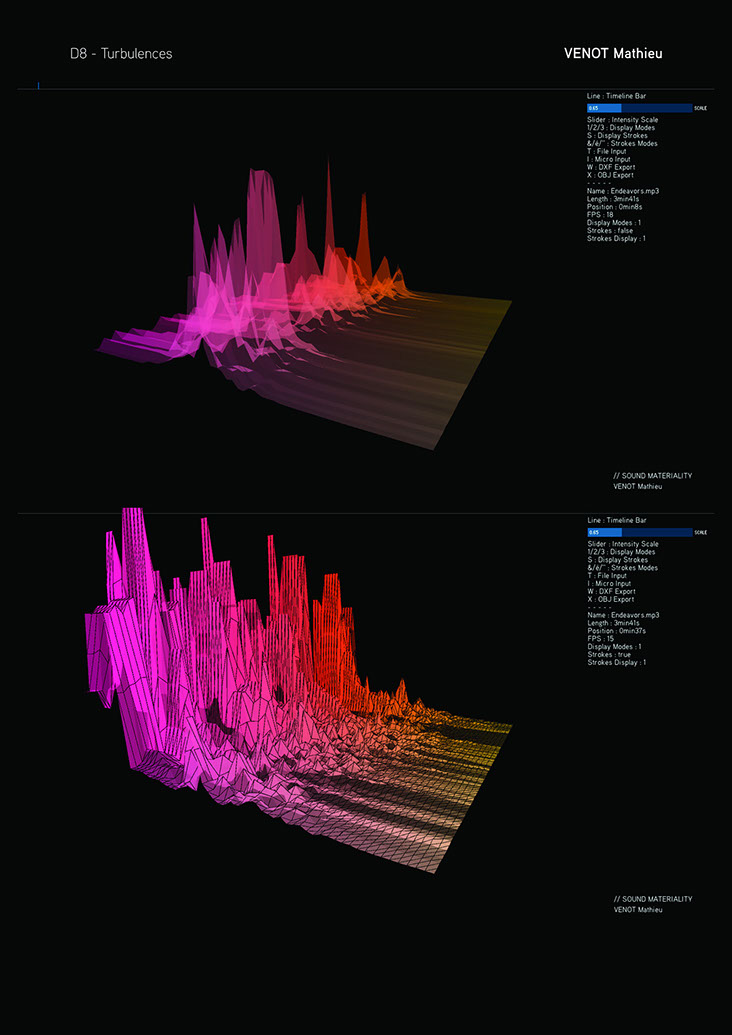 D8 - Turbulences
VENOT Mathieu
Line : Timeline Bar
0.65
SCALE
Slider : Intensity Scale
1/2/3 : Display Modes
S : Display Strokes
&/é/" : Strokes Modes
T : File Input
I : Micro Input
W : DXF Export
X : OBJ Export
- - - - -
Name : Endeavors.mp3
Length : 3min41s
Position : 0min8s
FPS : 18
Display Modes : 1
Strokes : false
Strokes Display : 1
// SOUND MATERIALITY
VENOT Mathieu
Line : Timeline Bar
0.65
SCALE
Slider : Intensity Scale
1/2/3 : Display Modes
S : Display Strokes
&/é/" : Strokes Modes
T : File Input
I : Micro Input
W : DXF Export
X : OBJ Export
- - - - -
Name : Endeavors.mp3
Length : 3min41s
Position : 0min37s
FPS : 15
Display Modes : 1
Strokes : true
Strokes Display : 1
// SOUND MATERIALITY
VENOT Mathieu